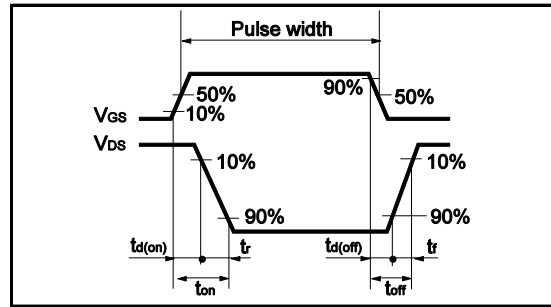 Pulse width
90%
50%
50%
VGS
10%
VDS
10%
10%
90%
90%
td(on)
tr
td(off)
tf
ton
toff